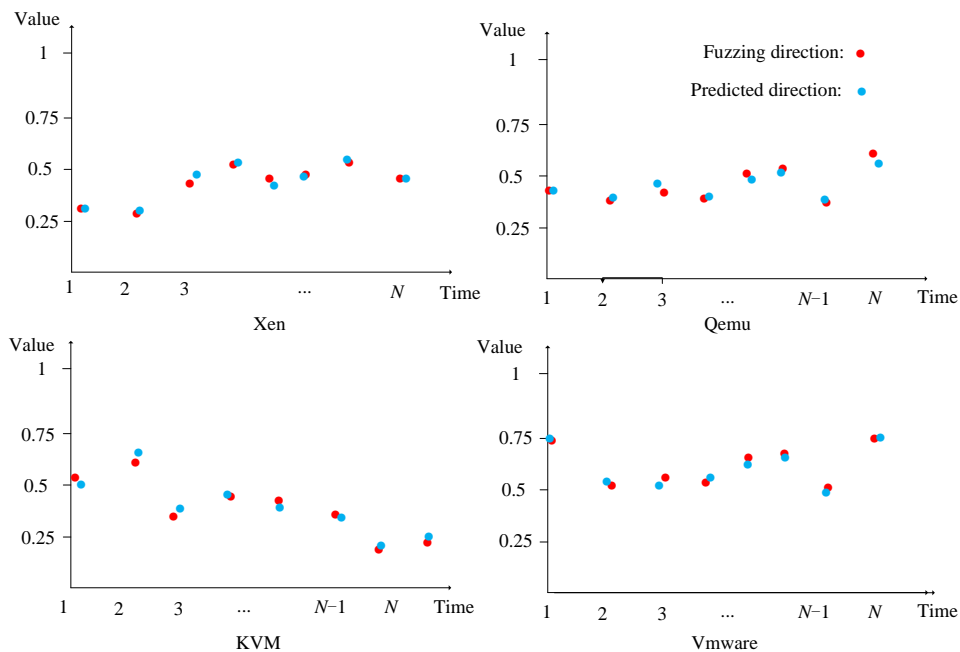 Value
1
0.75
0.5
0.25
1 2 3 ... N Time
Xen
Value
Fuzzing direction:
1
Predicted direction:
0.75
0.5
0.25
1 2 3 ... N−1 N Time
Qemu
Value
1
0.75
0.5
0.25
1 2 3 ... N−1 N Time
KVM
Value
1
0.75
0.5
0.25
1 2 3 ... N−1 N Time
Vmware